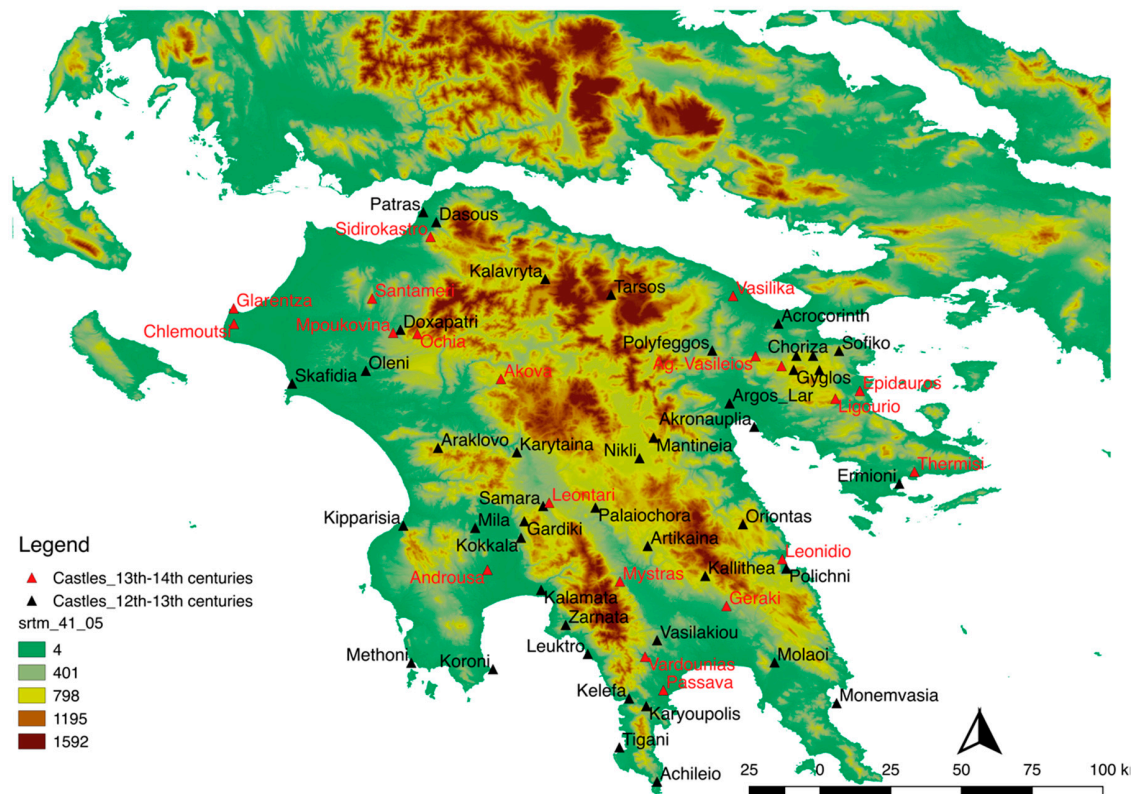 Patras
Dasous
Sidirokastro
Kalavryta
Tarsos
Vasilika
Santameri
Glarentza
Chlemouts
Mpoukovina
Doxapatri
Ochia
Acrocorinth
Polyfeggos
Choriza
Sofiko
Ag. Vasileios
Gyglos
Oleni
Skafidia
Akova
Epidauros
Ligourio
Argos_Lar
Akronauplia
Araklovo
Karytaina
Nikli
Mantineia
Thermisi
Ermioni
Samara
Leontari
Palaiochora
Oriontas
Kipparisia
Mila
Gardiki
Kokkala
Artikaina
Leonidio
Polichni
Androusa
Mystras
Kallithea
Kalamata
Geraki
Zarnata
Vasilakiou
Leuktro
Vardounias
Methoni
Koroni
Molaoi
Passava
Kelefa
Karyoupolis
Monemvasia
Tigani
Achileio
Legend
Castles_13th-14th centuries
Castles_12th-13th centuries
srtm_41_05
4
401
798
1195
1592
25 0 25 50 75 100 k